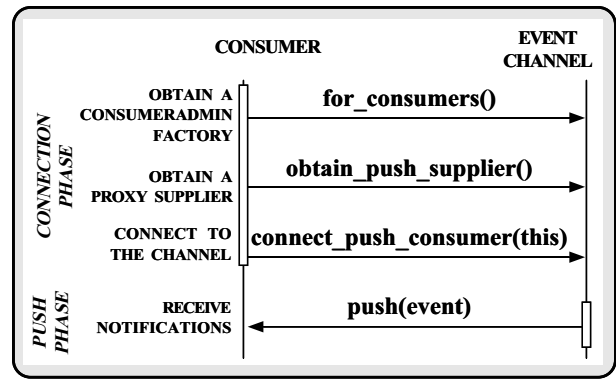 CONSUMER
EVENT
CHANNEL
CONNECTION
PHASE
OBTAIN A
CONSUMERADMIN
FACTORY
for_consumers()
OBTAIN A
PROXY SUPPLIER
obtain_push_supplier()
CONNECT TO
THE CHANNEL
connect_push_consumer(this)
PUSH
PHASE
RECEIVE
NOTIFICATIONS
push(event)